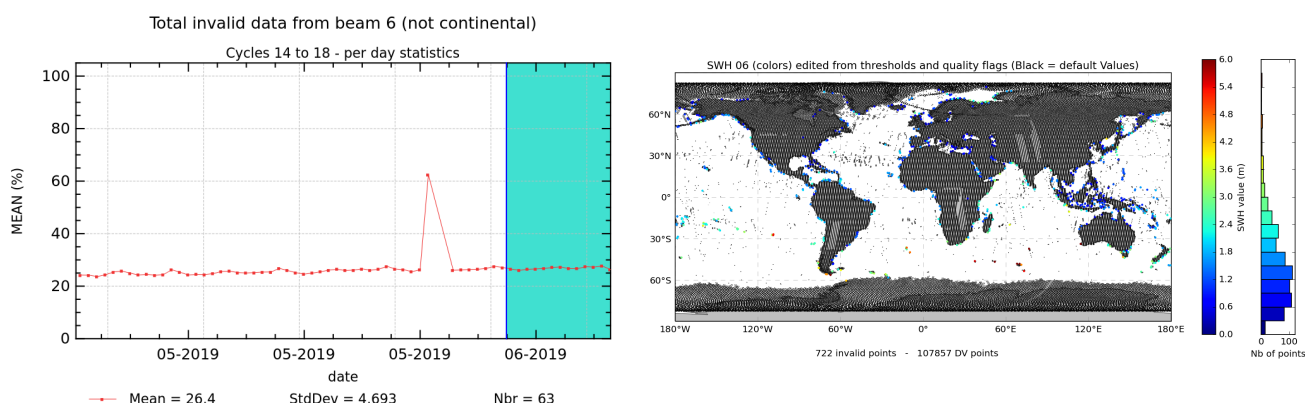 Total invalid data from beam 6 (not continental)
Cycles 14 to 18 - per day statistics
MEAN (%)
100
80
60
40
20
0
05-2019 05-2019 05-2019 06-2019
date
Mean = 26.4 StdDev = 4.693 Nbr = 63
SWH 06 (colors) edited from thresholds and quality flags (Black = default Values)
60°N
30°N
0°
30°S
60°S
180°W 120°W 60°W 0° 60°E 120°E 180°E
722 invalid points - 107857 DV points
6.0
5.4
4.8
4.2
3.6
3.0
2.4
1.8
1.2
0.6
0.0
SWH value (m)
0 100
Nb of points